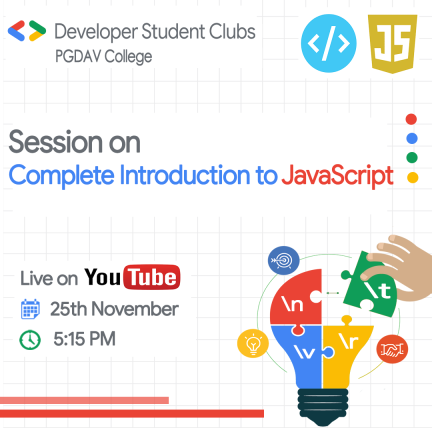 Developer Student Clubs
PGDAV College
</>
JS
Session on
Complete Introduction to JavaScript
Live on YouTube
25th November
5:15 PM
\n
\t
\v
\r